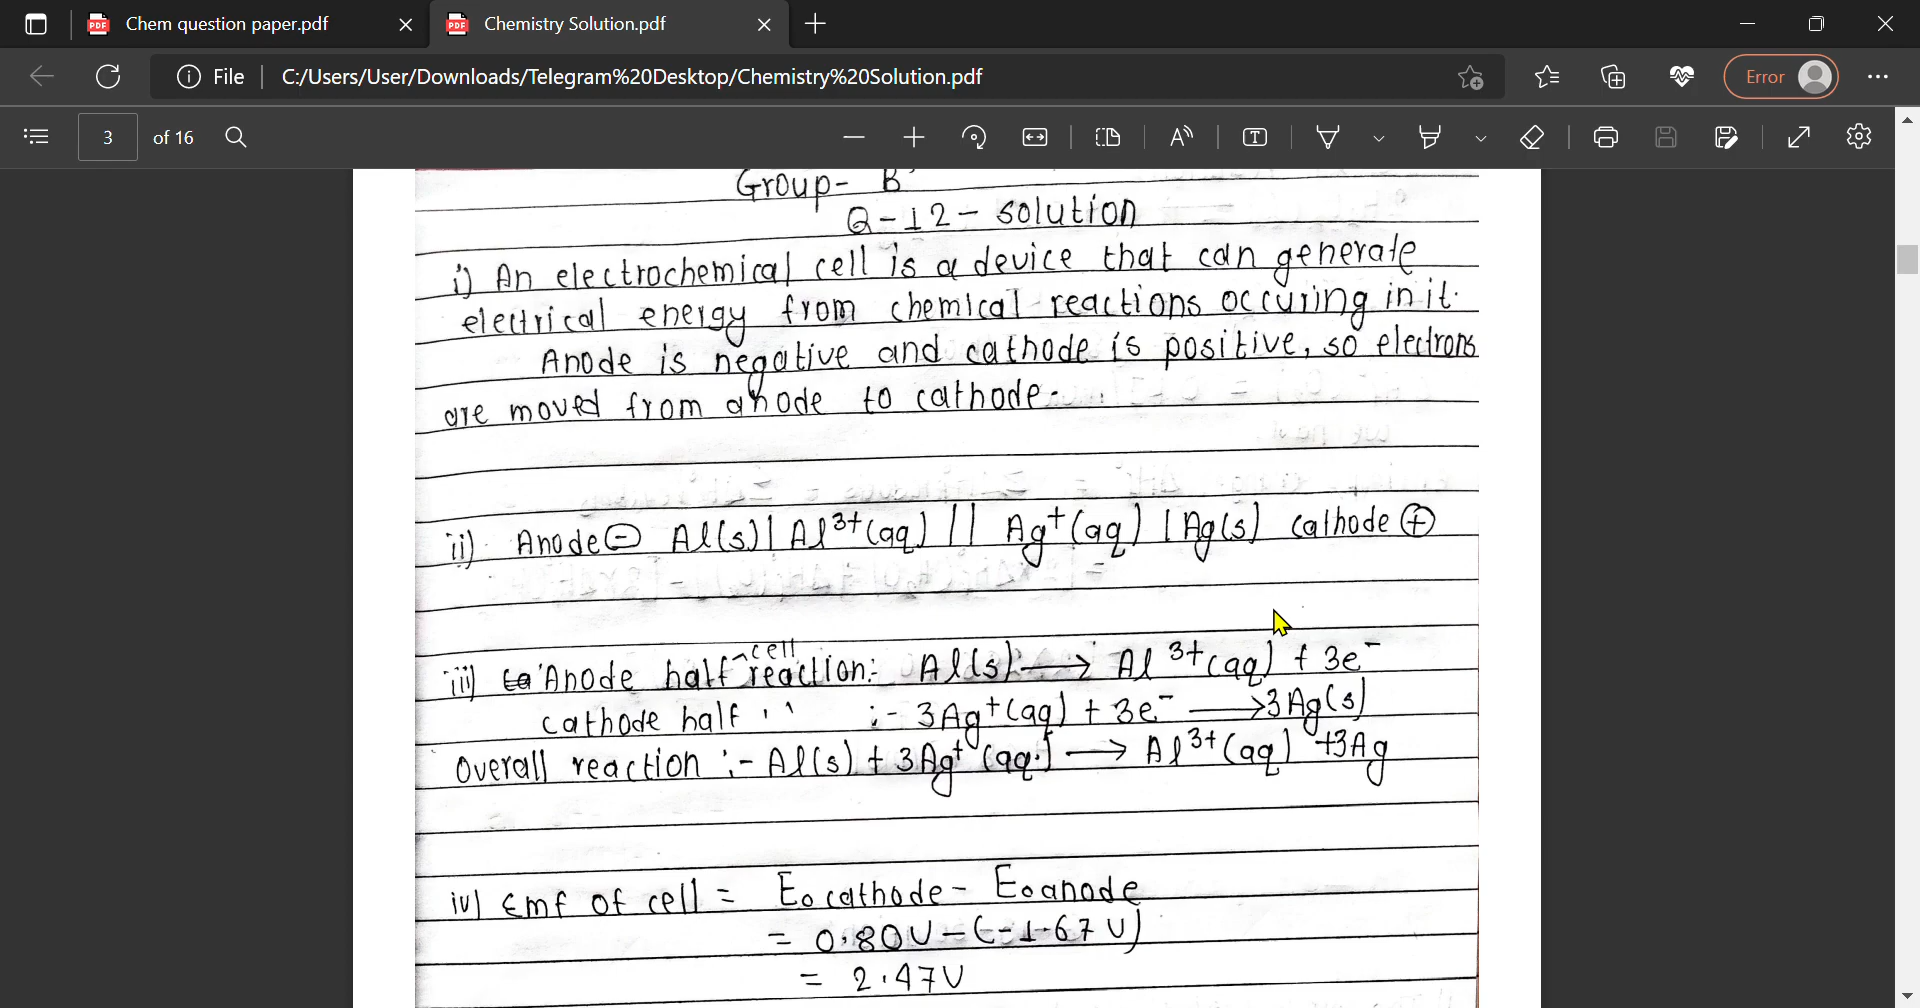 Chem question paper.pdf
Chemistry Solution.pdf
File
C:/Users/User/Downloads/Telegram%20Desktop/Chemistry%20Solution.pdf
Error
3 of 16
Group- B
Q-12- solution
i) An electrochemical cell is a device that can generate
electrical energy from chemical reactions occuring in it.
Anode is negative and cathode is positive, so electrons
are moved from anode to cathode.
ii) Anode⊖ Al(s)|Al³⁺(aq) || Ag⁺(aq) |Ag(s) cathode⊕
cell
iii) Anode half ^ reaction:- Al(s) → Al³⁺(aq) + 3e⁻
cathode half '' :- 3Ag⁺(aq) + 3e⁻ → 3Ag(s)
Overall reaction :- Al(s) + 3Ag⁺ (aq.) → Al³⁺(aq) +3Ag
iv) Emf of cell = E₀ cathode - E₀ anode
= 0.80V - (-1.67V)
= 2.47V